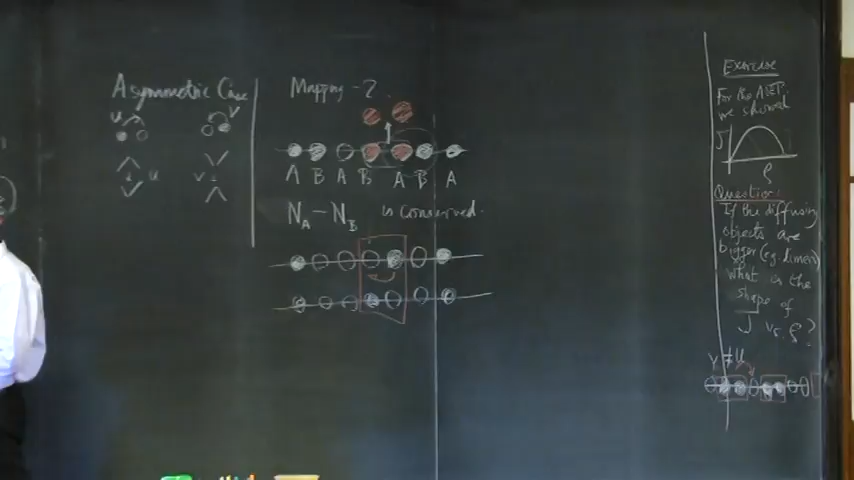 Asymmetric Case
u v
u v
Mapping -2.
A B A B A B A
N_A - N_B is conserved.
Exercise
For the ASEP,
we showed
J
ρ
Question:
If the diffusing
objects are
bigger (eg. dimers)
what is the
shape of
J vs. ρ?
v ≠ u